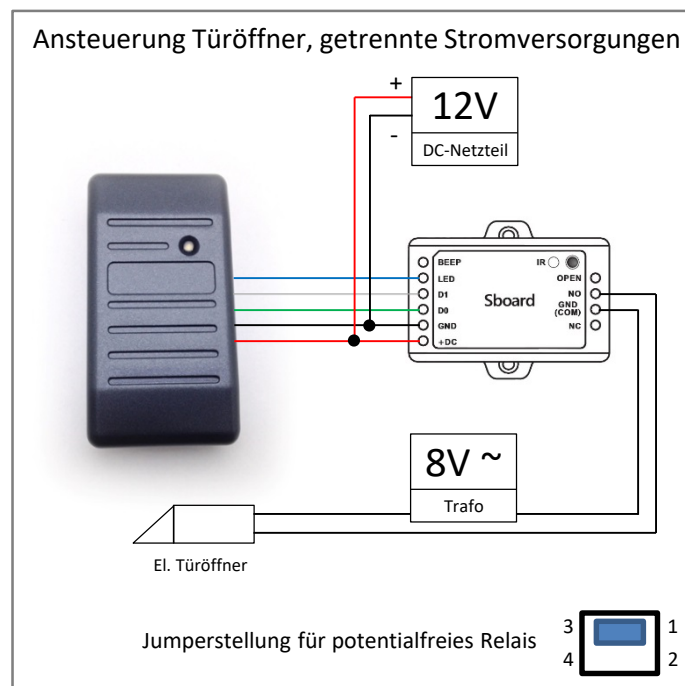 Ansteuerung Türöffner, getrennte Stromversorgungen
+
12V
-
DC-Netzteil
BEEP
LED
D1
D0
GND
+DC
Sboard
IR
OPEN
NO
GND
(COM)
NC
8V ~
Trafo
El. Türöffner
Jumperstellung für potentialfreies Relais
3 1
4 2